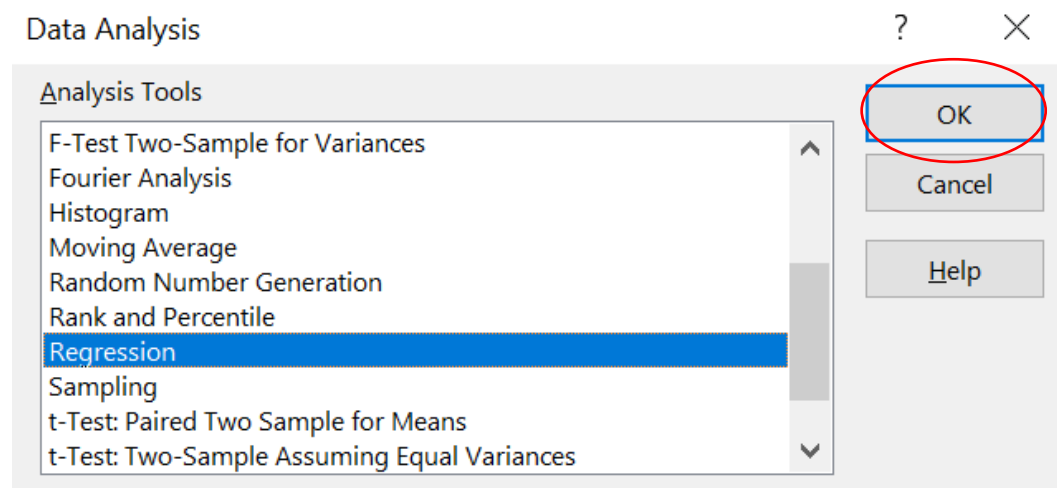 Data Analysis
?
Analysis Tools
F-Test Two-Sample for Variances
Fourier Analysis
Histogram
Moving Average
Random Number Generation
Rank and Percentile
Regression
Sampling
t-Test: Paired Two Sample for Means
t-Test: Two-Sample Assuming Equal Variances
OK
Cancel
Help